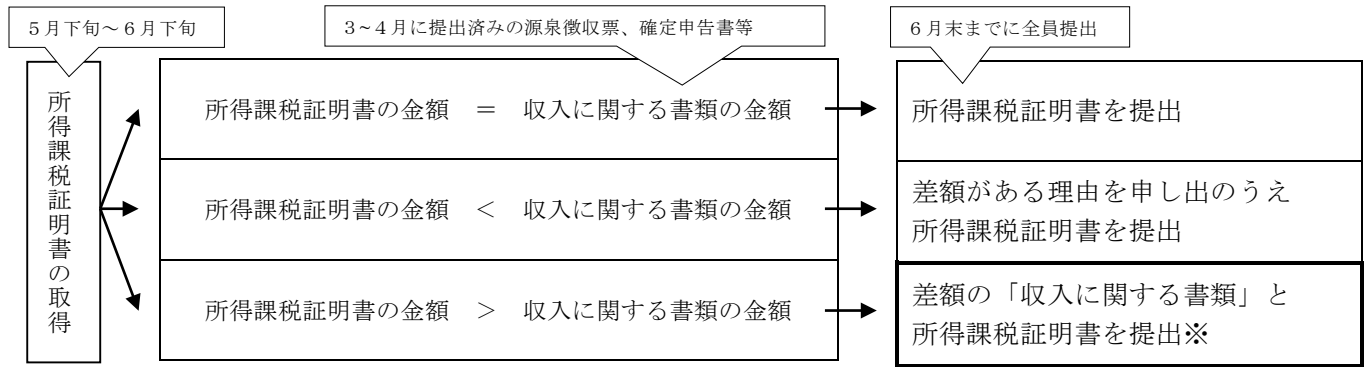 5月下旬～6月下旬
3~4月に提出済みの源泉徴収票、確定申告書等
6月末までに全員提出
所得課税証明書の取得
所得課税証明書の金額 ＝ 収入に関する書類の金額
所得課税証明書を提出
所得課税証明書の金額 ＜ 収入に関する書類の金額
差額がある理由を申し出のうえ
所得課税証明書を提出
所得課税証明書の金額 ＞ 収入に関する書類の金額
差額の「収入に関する書類」と
所得課税証明書を提出※